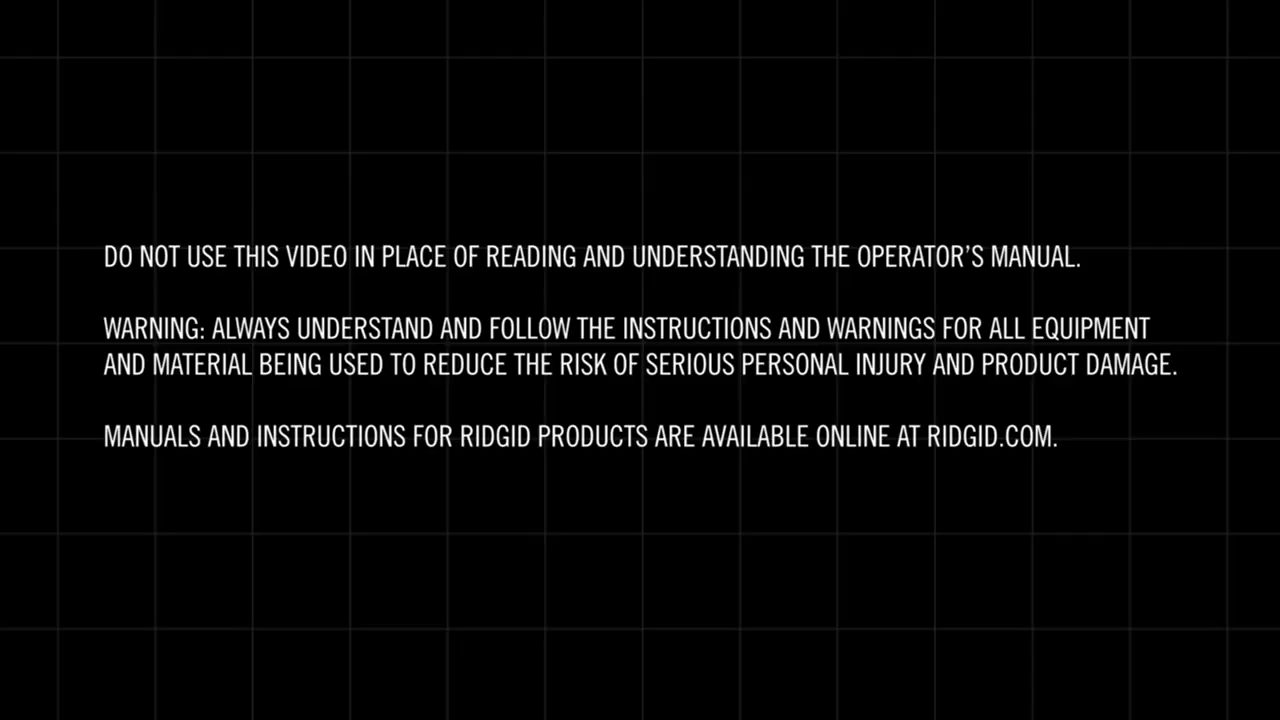 DO NOT USE THIS VIDEO IN PLACE OF READING AND UNDERSTANDING THE OPERATOR’S MANUAL.
WARNING: ALWAYS UNDERSTAND AND FOLLOW THE INSTRUCTIONS AND WARNINGS FOR ALL EQUIPMENT
AND MATERIAL BEING USED TO REDUCE THE RISK OF SERIOUS PERSONAL INJURY AND PRODUCT DAMAGE.
MANUALS AND INSTRUCTIONS FOR RIDGID PRODUCTS ARE AVAILABLE ONLINE AT RIDGID.COM.